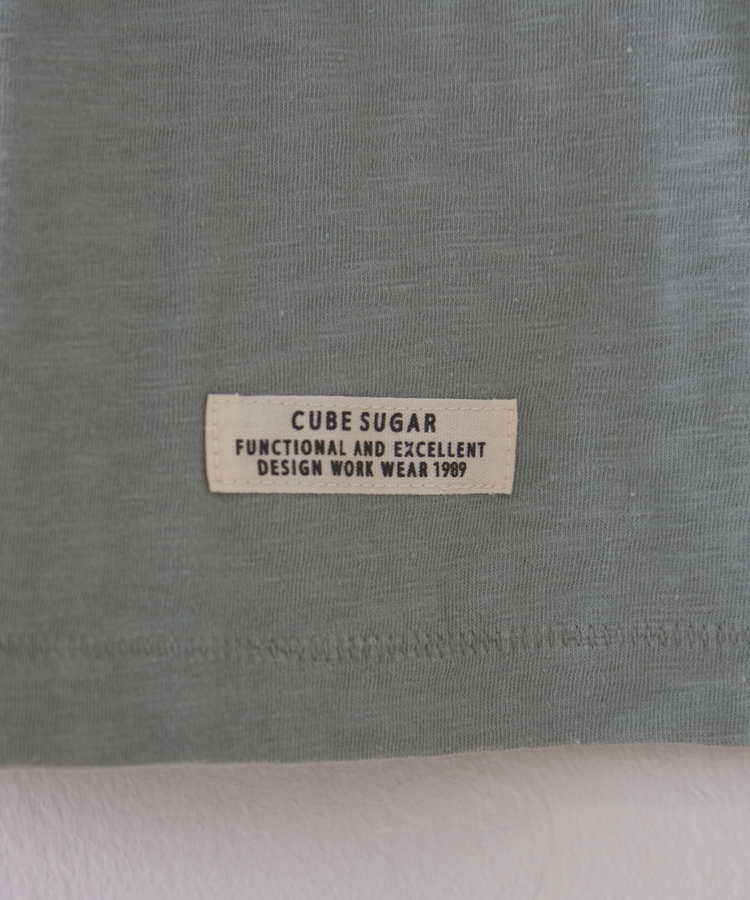 CUBE SUGAR
FUNCTIONAL AND EXCELLENT
DESIGN WORK WEAR 1989